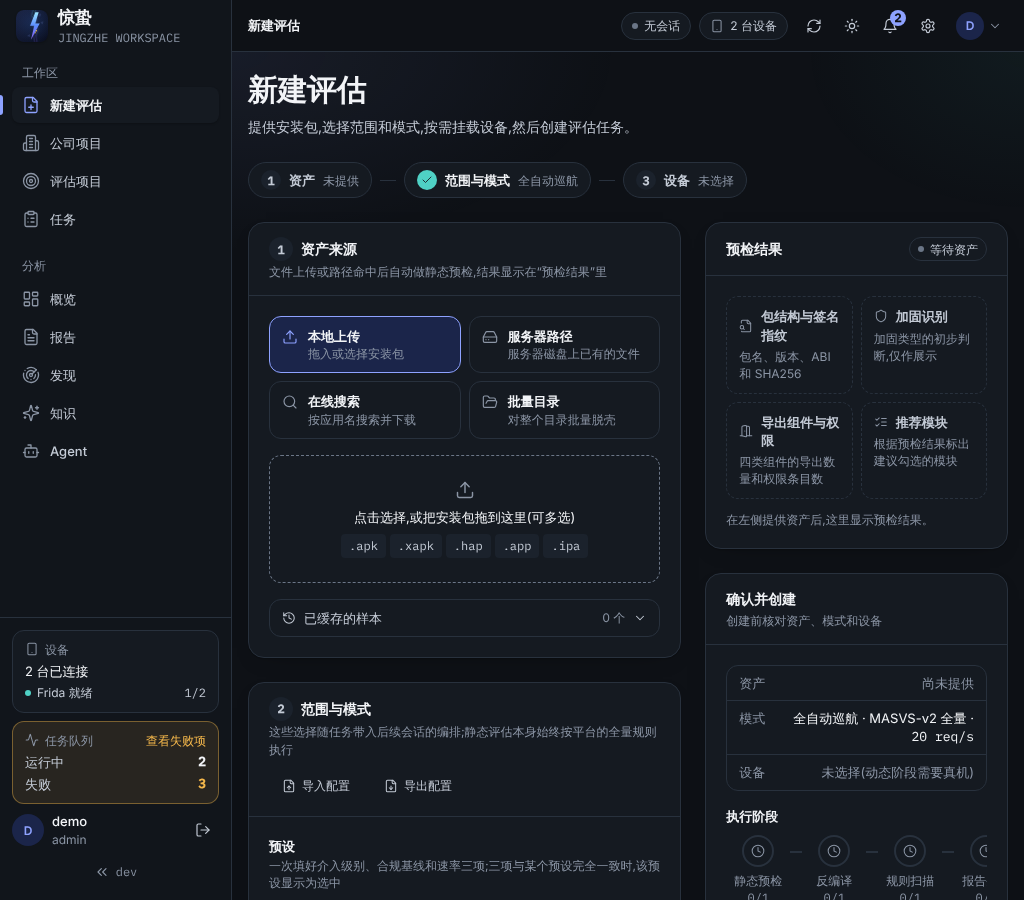 惊蛰
JINGZHE WORKSPACE
工作区
新建评估
公司项目
评估项目
任务
分析
概览
报告
发现
知识
Agent
设备
2 台已连接
Frida 就绪 1/2
任务队列 查看失败项
运行中 2
失败 3
D demo
admin
dev
新建评估
无会话
2 台设备
2
D
新建评估
提供安装包,选择范围和模式,按需挂载设备,然后创建评估任务。
1 资产 未提供
范围与模式 全自动巡航
3 设备 未选择
1 资产来源
文件上传或路径命中后自动做静态预检,结果显示在“预检结果”里
本地上传
拖入或选择安装包
服务器路径
服务器磁盘上已有的文件
在线搜索
按应用名搜索并下载
批量目录
对整个目录批量脱壳
点击选择,或把安装包拖到这里(可多选)
.apk .xapk .hap .app .ipa
已缓存的样本 0 个
2 范围与模式
这些选择随任务带入后续会话的编排;静态评估本身始终按平台的全量规则
执行
导入配置 导出配置
预设
一次填好介入级别、合规基线和速率三项;三项与某个预设完全一致时,该预
设显示为选中
预检结果 等待资产
包结构与签名
指纹
包名、版本、ABI
和 SHA256
加固识别
加固类型的初步判
断,仅作展示
导出组件与权
限
四类组件的导出数
量和权限条目数
推荐模块
根据预检结果标出
建议勾选的模块
在左侧提供资产后,这里显示预检结果。
确认并创建
创建前核对资产、模式和设备
资产 尚未提供
模式 全自动巡航 · MASVS-v2 全量 ·
20 req/s
设备 未选择(动态阶段需要真机)
执行阶段
静态预检 反编译 规则扫描 报告
0/1 0/1 0/1